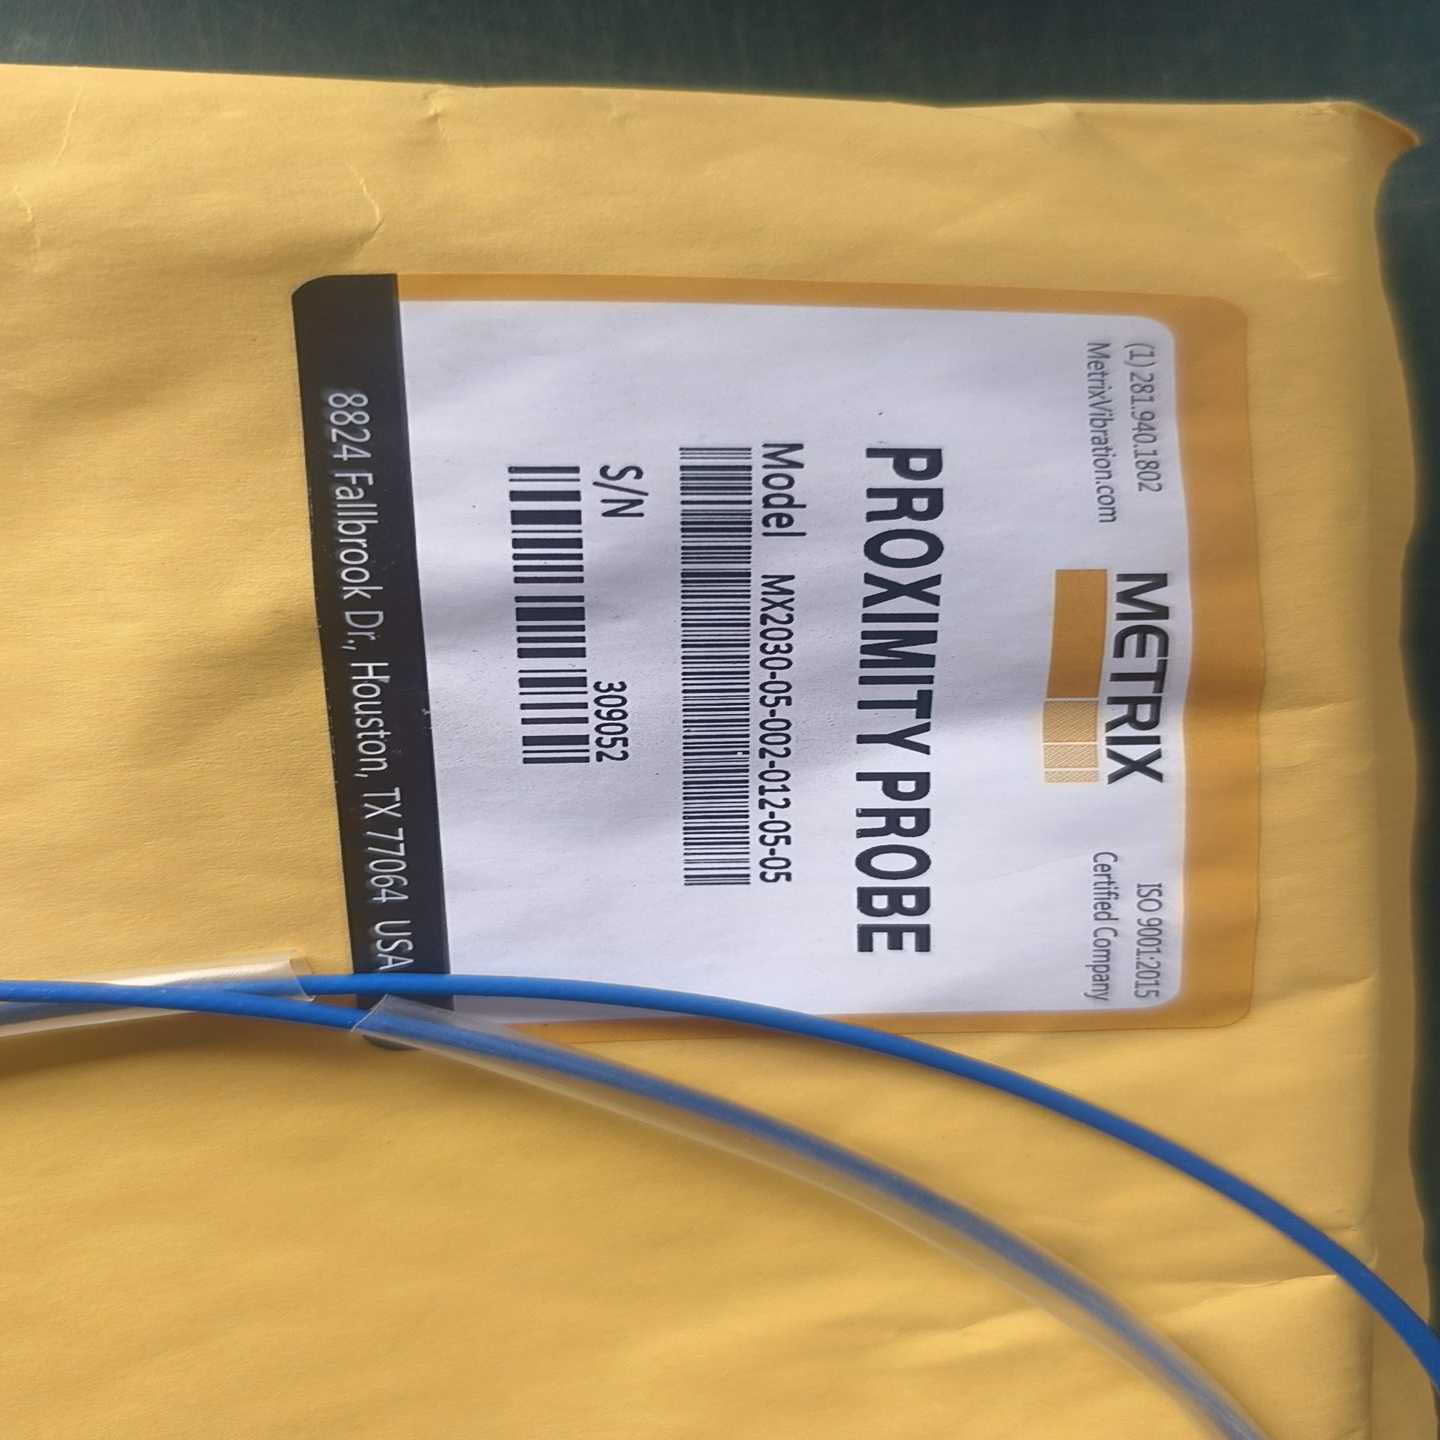 (1) 281.940.1802
MetrixVibration.com
METRIX
ISO 9001:2015
Certified Company
PROXIMITY PROBE
Model MX2030-05-002-012-05-05
S/N 309052
8824 Fallbrook Dr., Houston, TX 77064 USA